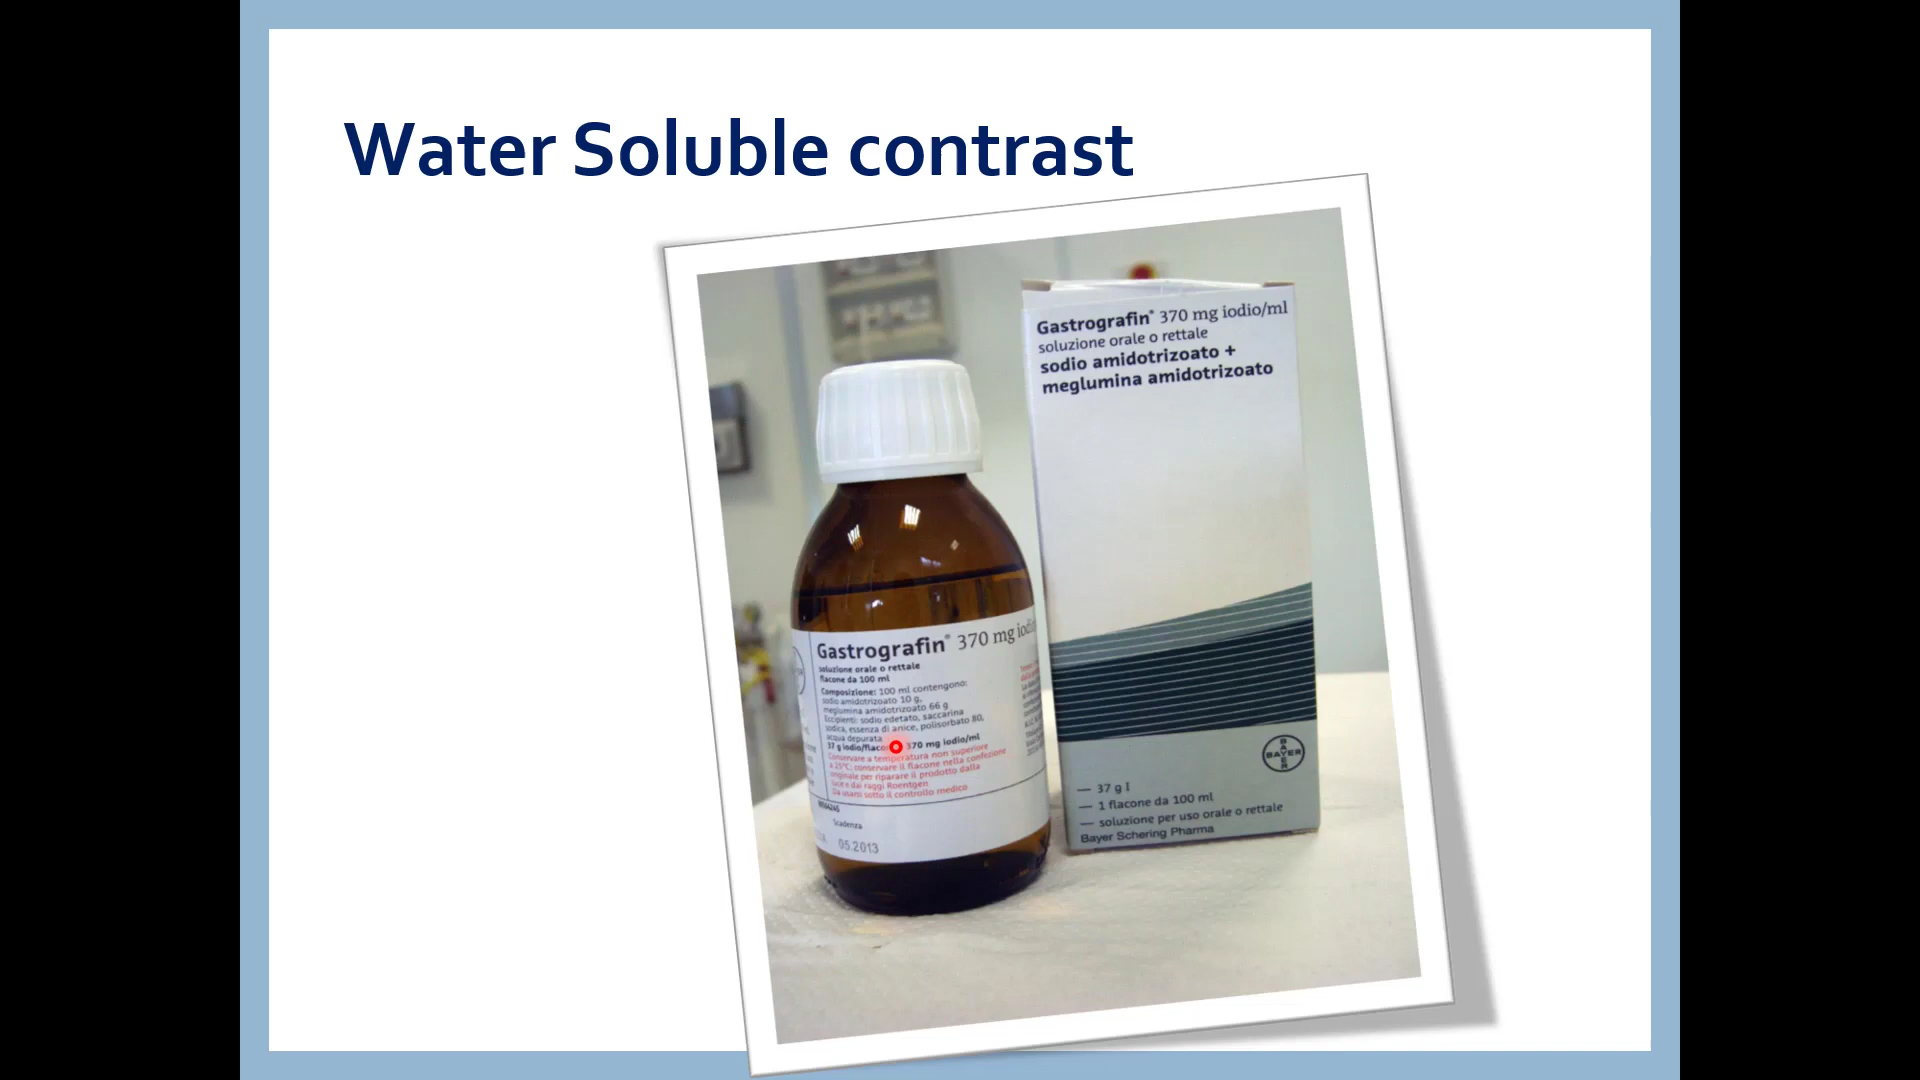 Water Soluble contrast
Gastrografin® 370 mg iodio/ml
soluzione orale o rettale
sodio amidotrizoato +
meglumina amidotrizoato
BAYER
BAYER
— 37 g I
— 1 flacone da 100 ml
— soluzione per uso orale o rettale
Bayer Schering Pharma
Gastrografin® 370 mg
soluzione orale o rettale
flacone da 100 ml
Composizione: 100 ml contengono:
sodio amidotrizoato 10 g,
meglumina amidotrizoato 66 g
Eccipienti: sodio edetato, saccarina
sodica, essenza di anice, polisorbato 80,
acqua depurata
37 g iodio/flacone 370 mg iodio/ml
Conservare a temperatura non superiore
a 25°C; conservare il flacone nella confezione
originale per riparare il prodotto dalla
luce e dai raggi Roentgen
Da usarsi sotto il controllo medico
Scadenza
05.2013